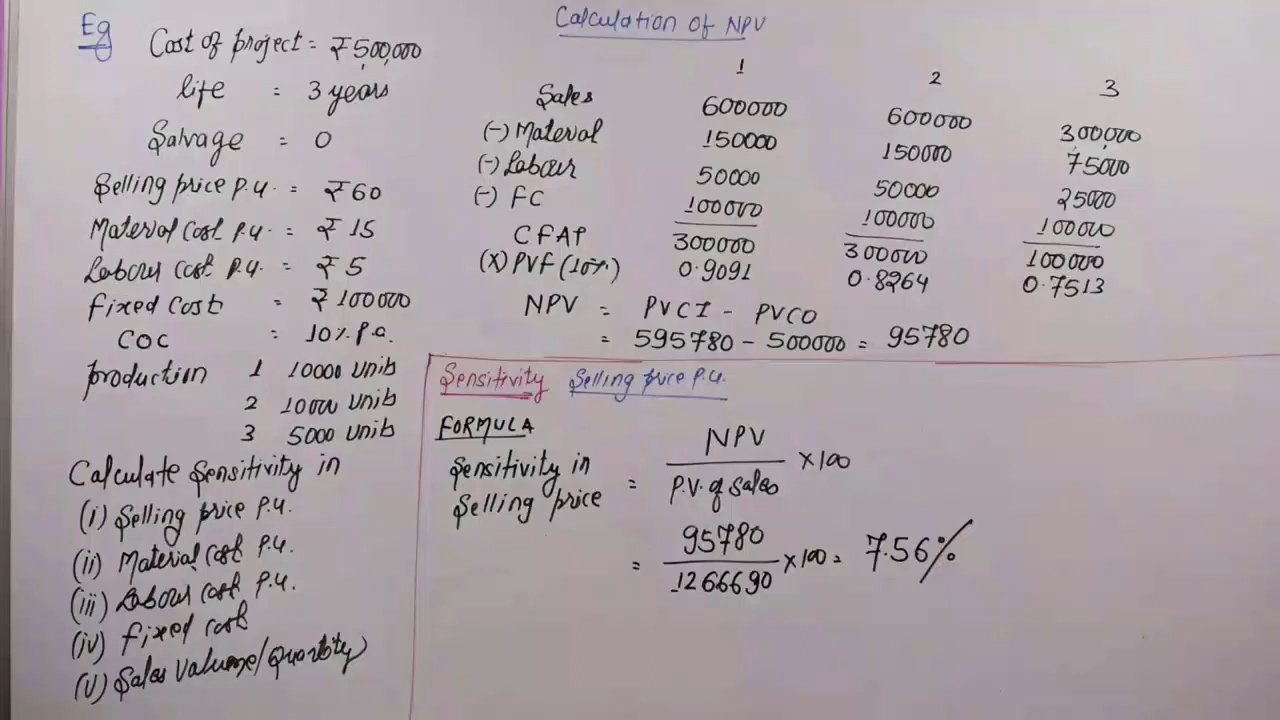 Eg
Cost of project = ₹500,000
life = 3 years
Salvage = 0
Selling price P.U. = ₹60
Material Cost P.U. = ₹15
Labour Cost P.U. = ₹5
Fixed Cost = ₹100000
COC = 10% P.a.
production 1 10000 Units
2 10000 Units
3 5000 Units
Calculate Sensitivity in
(i) Selling price P.U.
(ii) Material Cost P.U.
(iii) Labour Cost P.U.
(iv) Fixed Cost
(v) Sales Volume/Quantity
Calculation of NPV
1 2 3
Sales 600000 600000 300,000
(-) Material 150000 150000 75000
(-) Labour 50000 50000 25000
(-) FC 100000 100000 100000
CFAP 300000 300000 100000
(x) PVF (10%) 0.9091 0.8264 0.7513
NPV = PVCI - PVCO
= 595780 - 500000 = 95780
Sensitivity Selling price P.U.
FORMULA
Sensitivity in Selling price = NPV / P.V. of Sales × 100
= 95780 / 1266690 × 100 = 7.56%